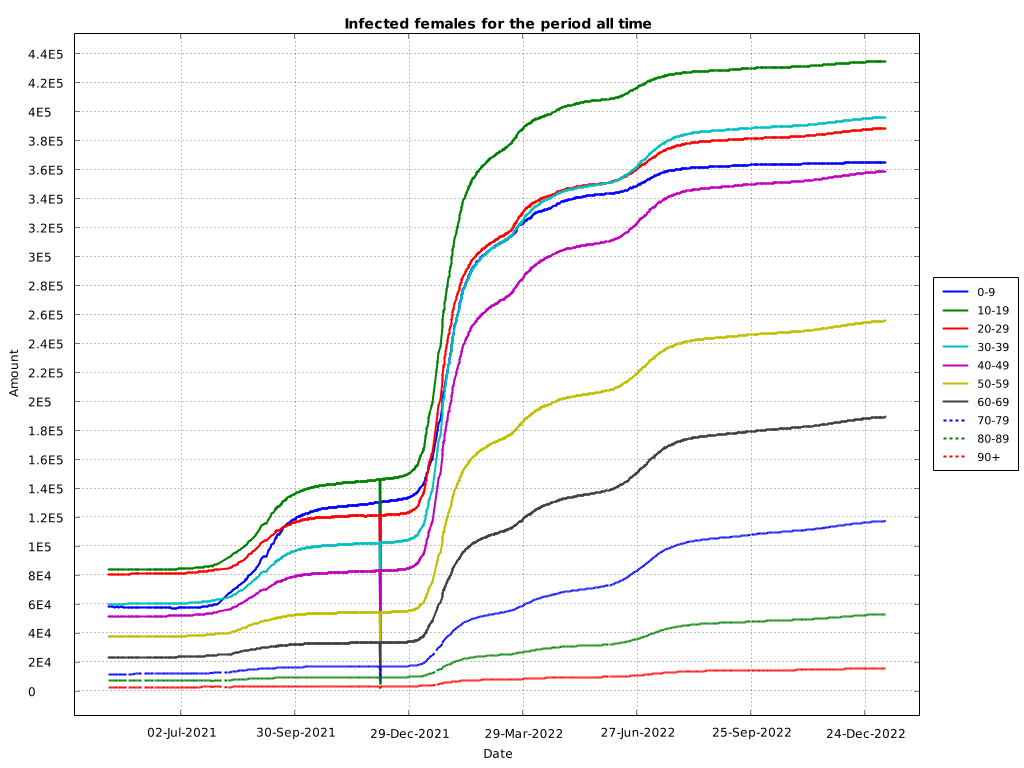 Infected females for the period all time
4.4E5
4.2E5
4E5
3.8E5
3.6E5
3.4E5
3.2E5
3E5
2.8E5
2.6E5
2.4E5
2.2E5
2E5
1.8E5
1.6E5
1.4E5
1.2E5
1E5
8E4
6E4
4E4
2E4
0
Amount
02-Jul-2021 30-Sep-2021 29-Dec-2021 29-Mar-2022 27-Jun-2022 25-Sep-2022 24-Dec-2022
Date
0-9
10-19
20-29
30-39
40-49
50-59
60-69
70-79
80-89
90+